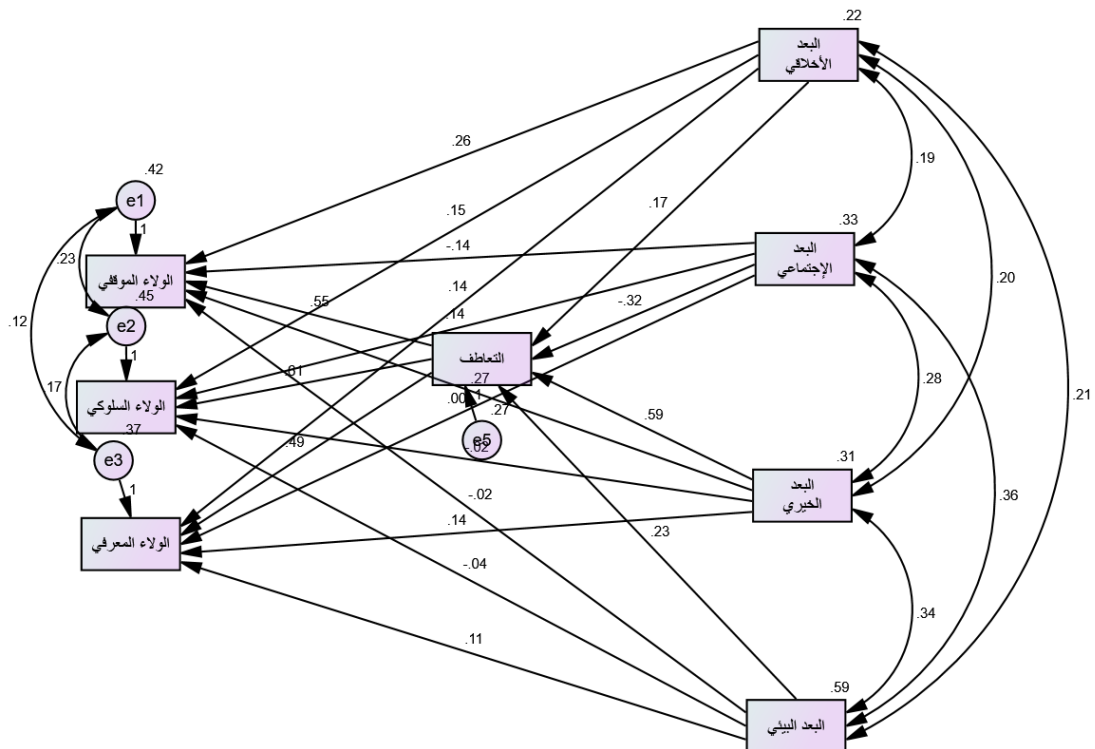 .22
البعد
الأخلاقي
.42
e1
.26
.19
1
.15
.17
.33
البعد
الإجتماعي
-.14
.23
الولاء الموقفي
.45
.14
.20
.55
-.32
.14
.12
e2
التعاطف
1
.27
.28
.21
17
.61
.00
1
.27
الولاء السلوكي
.59
.37
.49
e5
-.02
.31
e3
البعد
الخيري
1
-.02
.36
.14
.23
الولاء المعرفي
-.04
.34
.11
.59
البعد البيئي